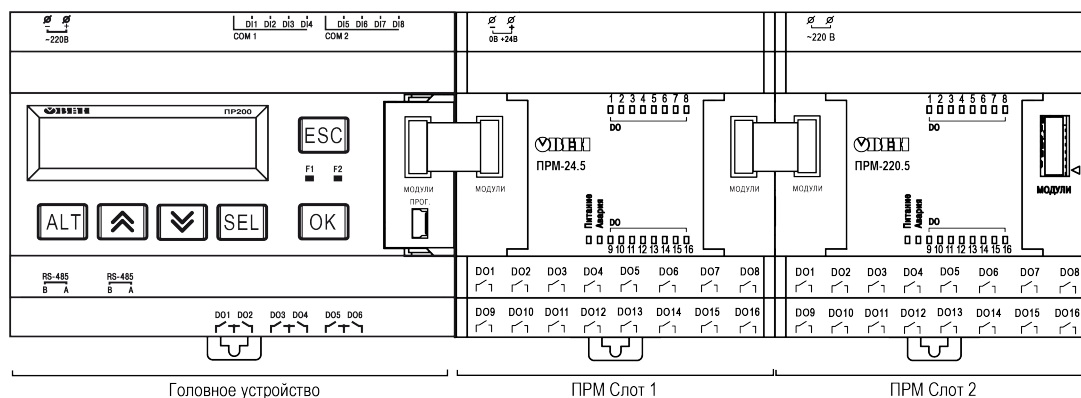 DI1 DI2 DI3 DI4 DI5 DI6 DI7 DI8
- +
~220В COM 1 COM 2
- +
0В +24В
~220 В
ОВЕН ПР200
ESC
F1 F2
ALT SEL OK
МОДУЛИ
ПРОГ.
RS-485 RS-485
B A B A
DO1 DO2 DO3 DO4 DO5 DO6
МОДУЛИ
1 2 3 4 5 6 7 8
DO
ОВЕН
ПРМ-24.5
Питание
Авария
DO
9 10 11 12 13 14 15 16
МОДУЛИ
DO1 DO2 DO3 DO4 DO5 DO6 DO7 DO8
DO9 DO10 DO11 DO12 DO13 DO14 DO15 DO16
МОДУЛИ
1 2 3 4 5 6 7 8
DO
ОВЕН
ПРМ-220.5
Питание
Авария
DO
9 10 11 12 13 14 15 16
МОДУЛИ
DO1 DO2 DO3 DO4 DO5 DO6 DO7 DO8
DO9 DO10 DO11 DO12 DO13 DO14 DO15 DO16
Головное устройство
ПРМ Слот 1
ПРМ Слот 2